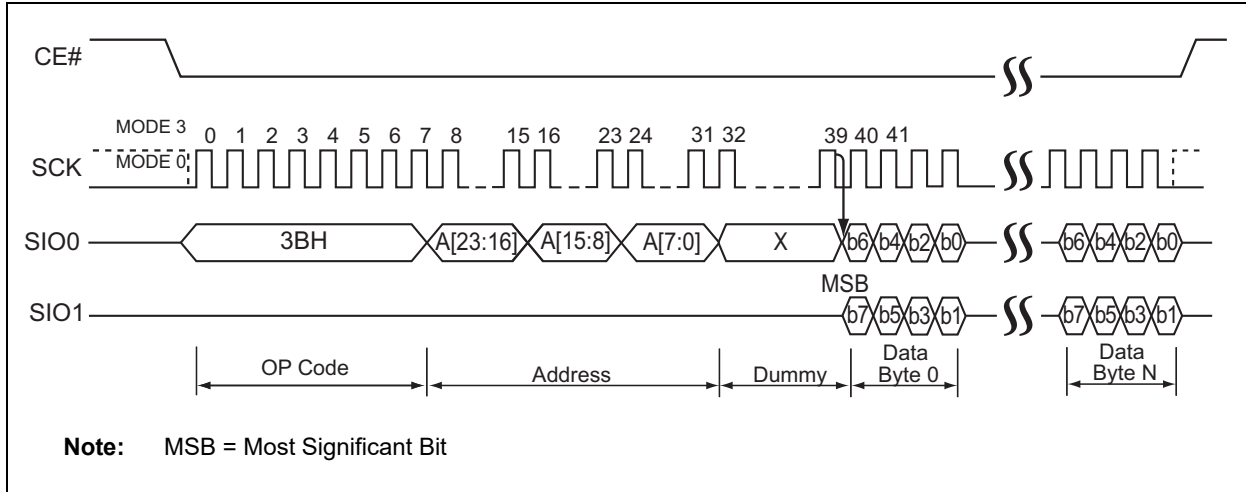 CE#
MODE 3
0 1 2 3 4 5 6 7 8 15 16 23 24 31 32 39 40 41
SCK
MODE 0
SIO0 3BH A[23:16] A[15:8] A[7:0] X b6 b4 b2 b0 b6 b4 b2 b0
MSB
SIO1 b7 b5 b3 b1 b7 b5 b3 b1
OP Code Address Dummy Data Byte 0 Data Byte N
Note: MSB = Most Significant Bit